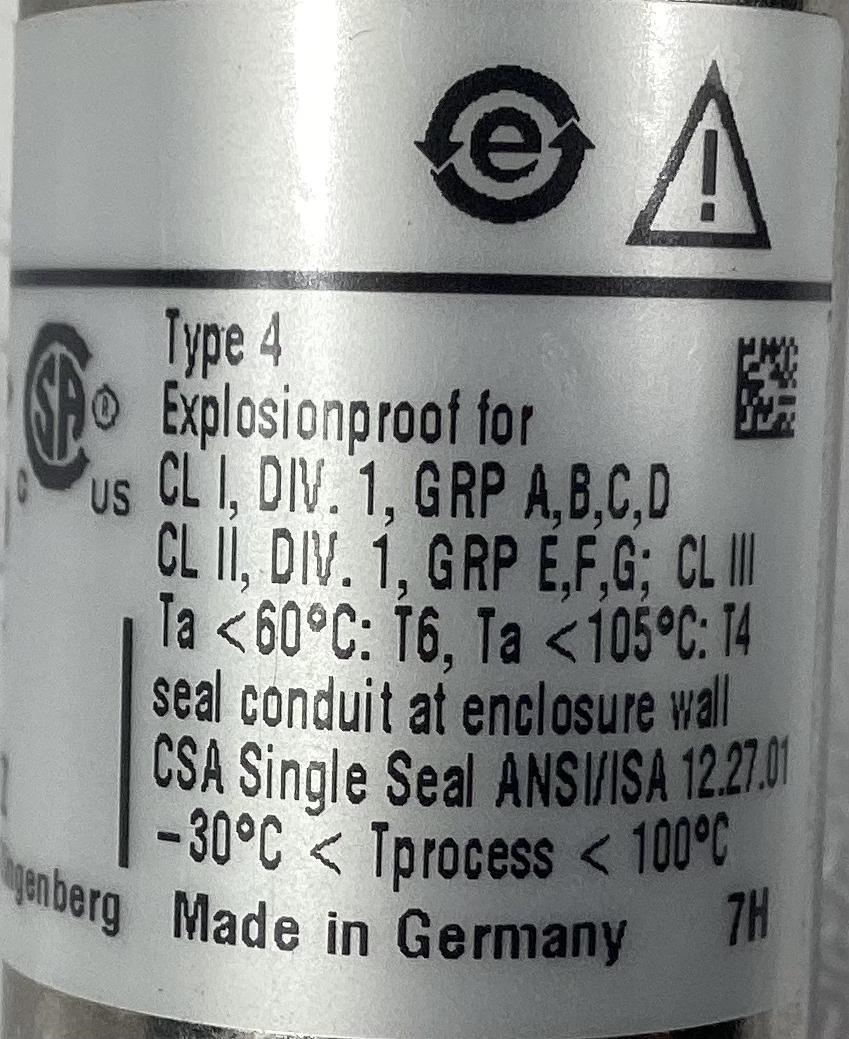 e
!
Type 4
Explosionproof for
CL I, DIV. 1, GRP A,B,C,D
CL II, DIV. 1, GRP E,F,G; CL III
Ta <60°C: T6, Ta <105°C: T4
seal conduit at enclosure wall
CSA Single Seal ANSI/ISA 12.27.01
-30°C < Tprocess < 100°C
Made in Germany 7H
SA ®
C US